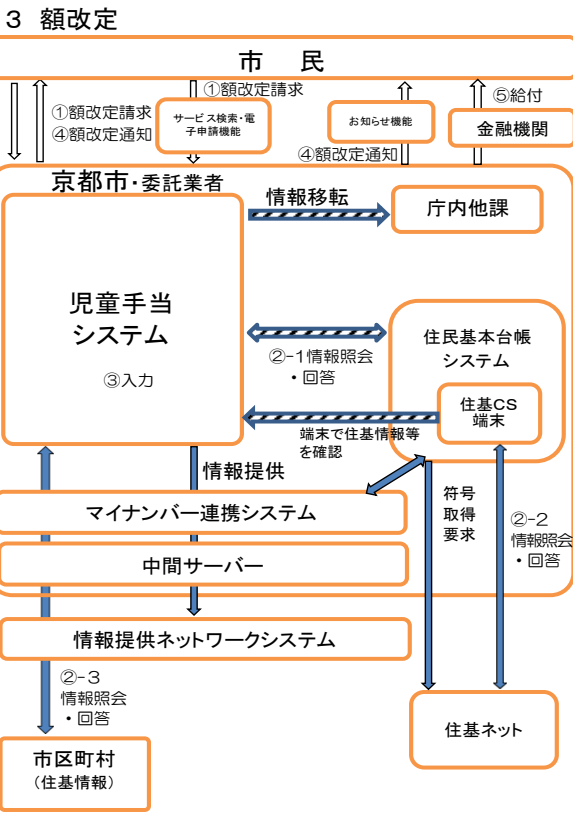 3 額改定
市 民
①額改定請求
④額改定通知
①額改定請求
サービス検索・電
子申請機能
お知らせ機能
④額改定通知
⑤給付
金融機関
京都市・委託業者
情報移転
庁内他課
児童手当
システム
③入力
②-1情報照会
・回答
住民基本台帳
システム
住基CS
端末
端末で住基情報等
を確認
情報提供
マイナンバー連携システム
符号
取得
要求
②-2
情報照会
・回答
中間サーバー
情報提供ネットワークシステム
②-3
情報照会
・回答
市区町村
(住基情報)
住基ネット